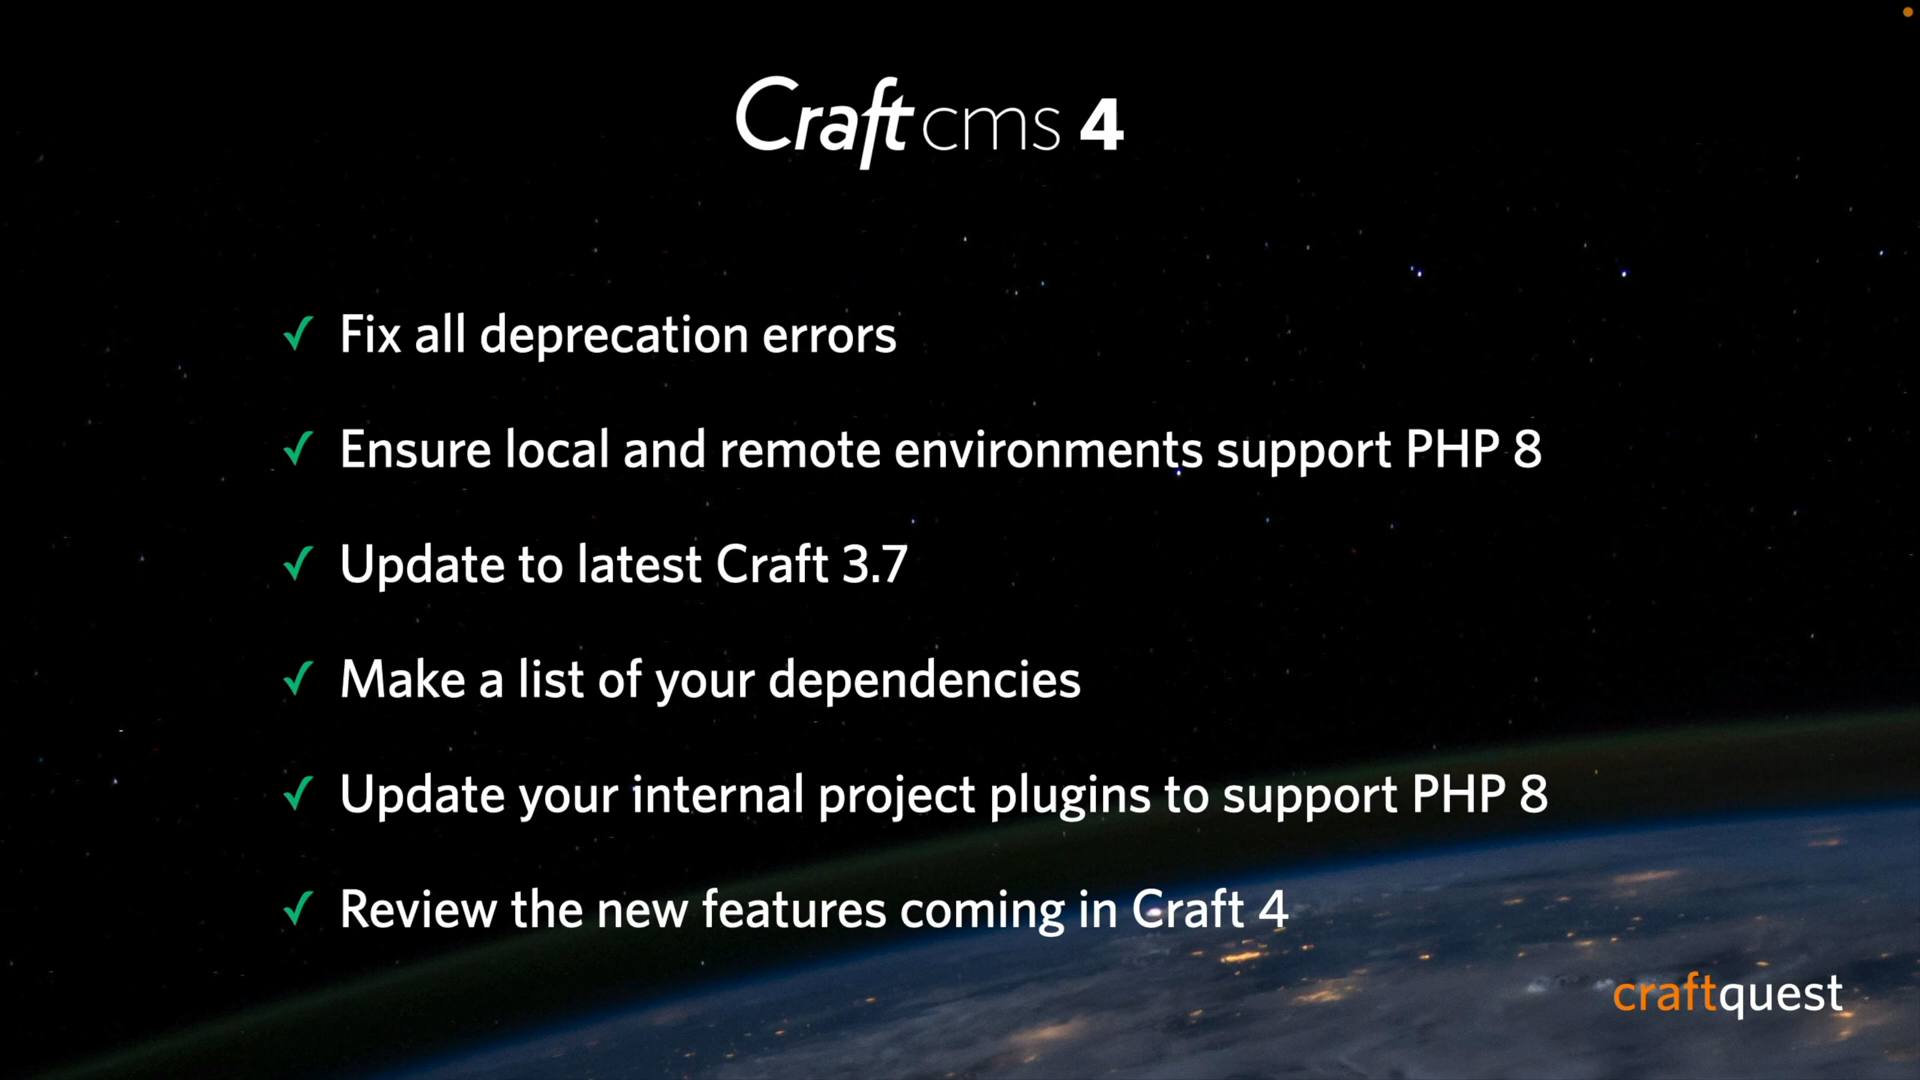 Craft cms 4
✓ Fix all deprecation errors
✓ Ensure local and remote environments support PHP 8
✓ Update to latest Craft 3.7
✓ Make a list of your dependencies
✓ Update your internal project plugins to support PHP 8
✓ Review the new features coming in Craft 4
craftquest